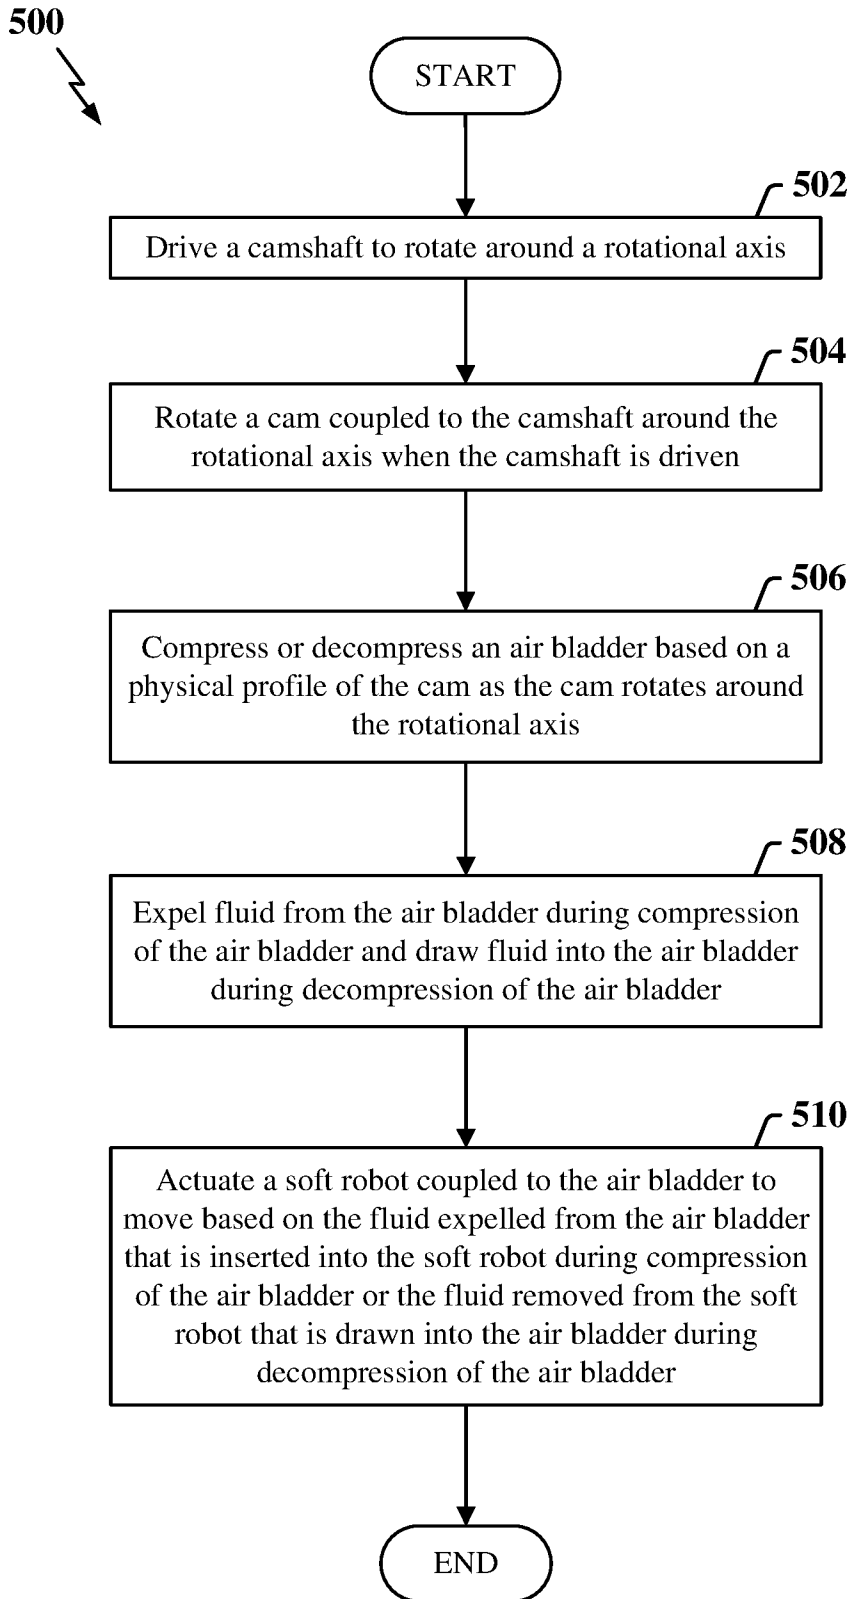 500
START
502
Drive a camshaft to rotate around a rotational axis
504
Rotate a cam coupled to the camshaft around the
rotational axis when the camshaft is driven
506
Compress or decompress an air bladder based on a
physical profile of the cam as the cam rotates around
the rotational axis
508
Expel fluid from the air bladder during compression
of the air bladder and draw fluid into the air bladder
during decompression of the air bladder
510
Actuate a soft robot coupled to the air bladder to
move based on the fluid expelled from the air bladder
that is inserted into the soft robot during compression
of the air bladder or the fluid removed from the soft
robot that is drawn into the air bladder during
decompression of the air bladder
END